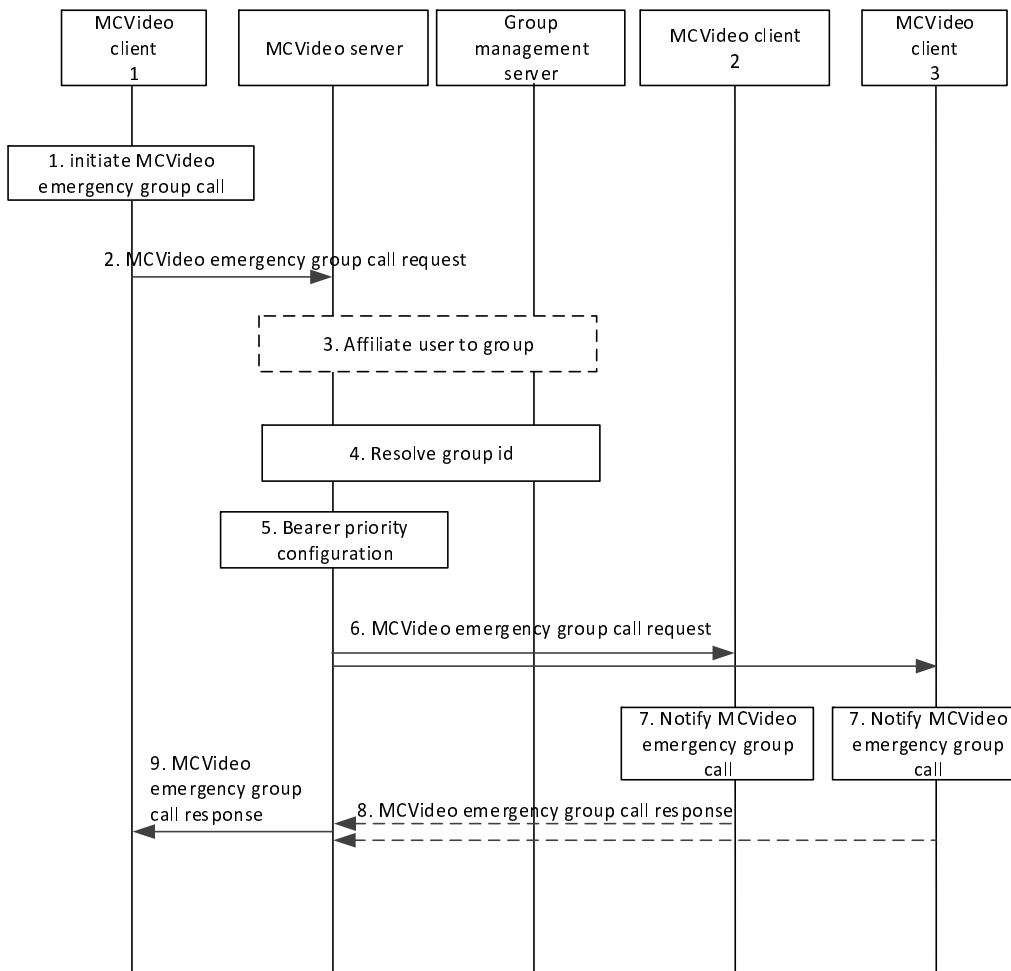 MCVideo
client
1
MCVideo server
Group
management
server
MCVideo client
2
MCVideo
client
3
1. initiate MCVideo
emergency group call
2. MCVideo emergency group call request
3. Affiliate user to group
4. Resolve group id
5. Bearer priority
configuration
6. MCVideo emergency group call request
7. Notify MCVideo
emergency group
call
7. Notify MCVideo
emergency group
call
9. MCVideo
emergency group
call response
8. MCVideo emergency group call response